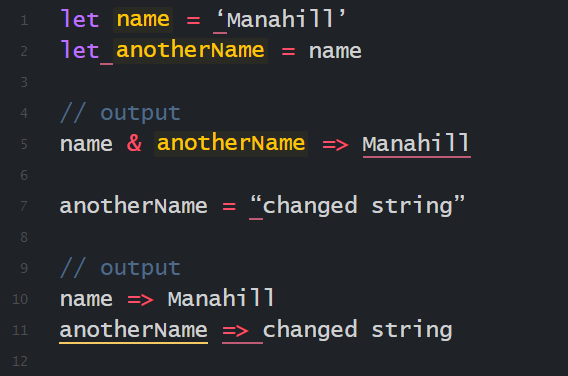 1 let name = ‘Manahill’
2 let anotherName = name
3
4 // output
5 name & anotherName => Manahill
6
7 anotherName = “changed string”
8
9 // output
10 name => Manahill
11 anotherName => changed string
12